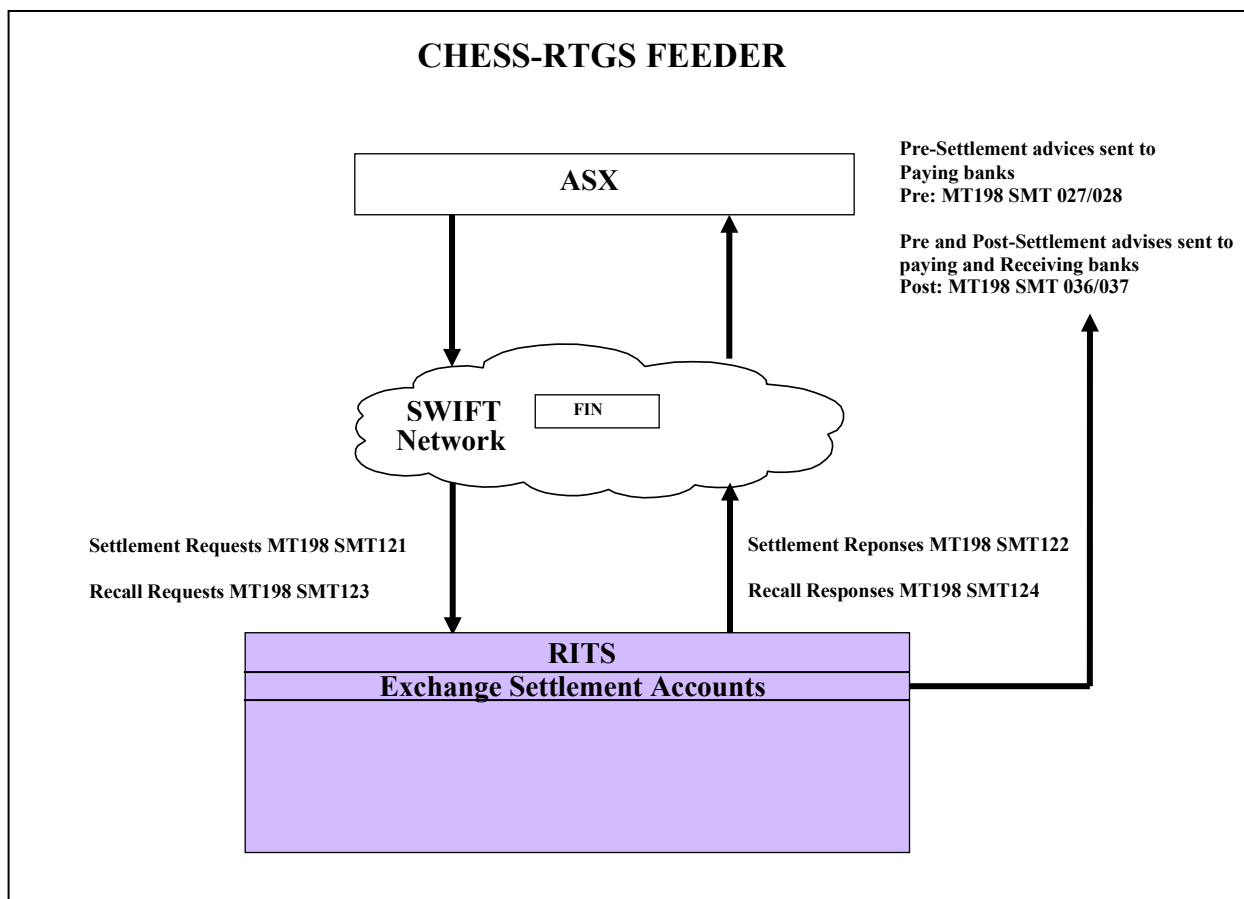 CHESS-RTGS FEEDER
ASX
Pre-Settlement advices sent to
Paying banks
Pre: MT198 SMT 027/028
Pre and Post-Settlement advises sent to
paying and Receiving banks
Post: MT198 SMT 036/037
SWIFT
Network
FIN
Settlement Requests MT198 SMT121
Recall Requests MT198 SMT123
Settlement Reponses MT198 SMT122
Recall Responses MT198 SMT124
RITS
Exchange Settlement Accounts